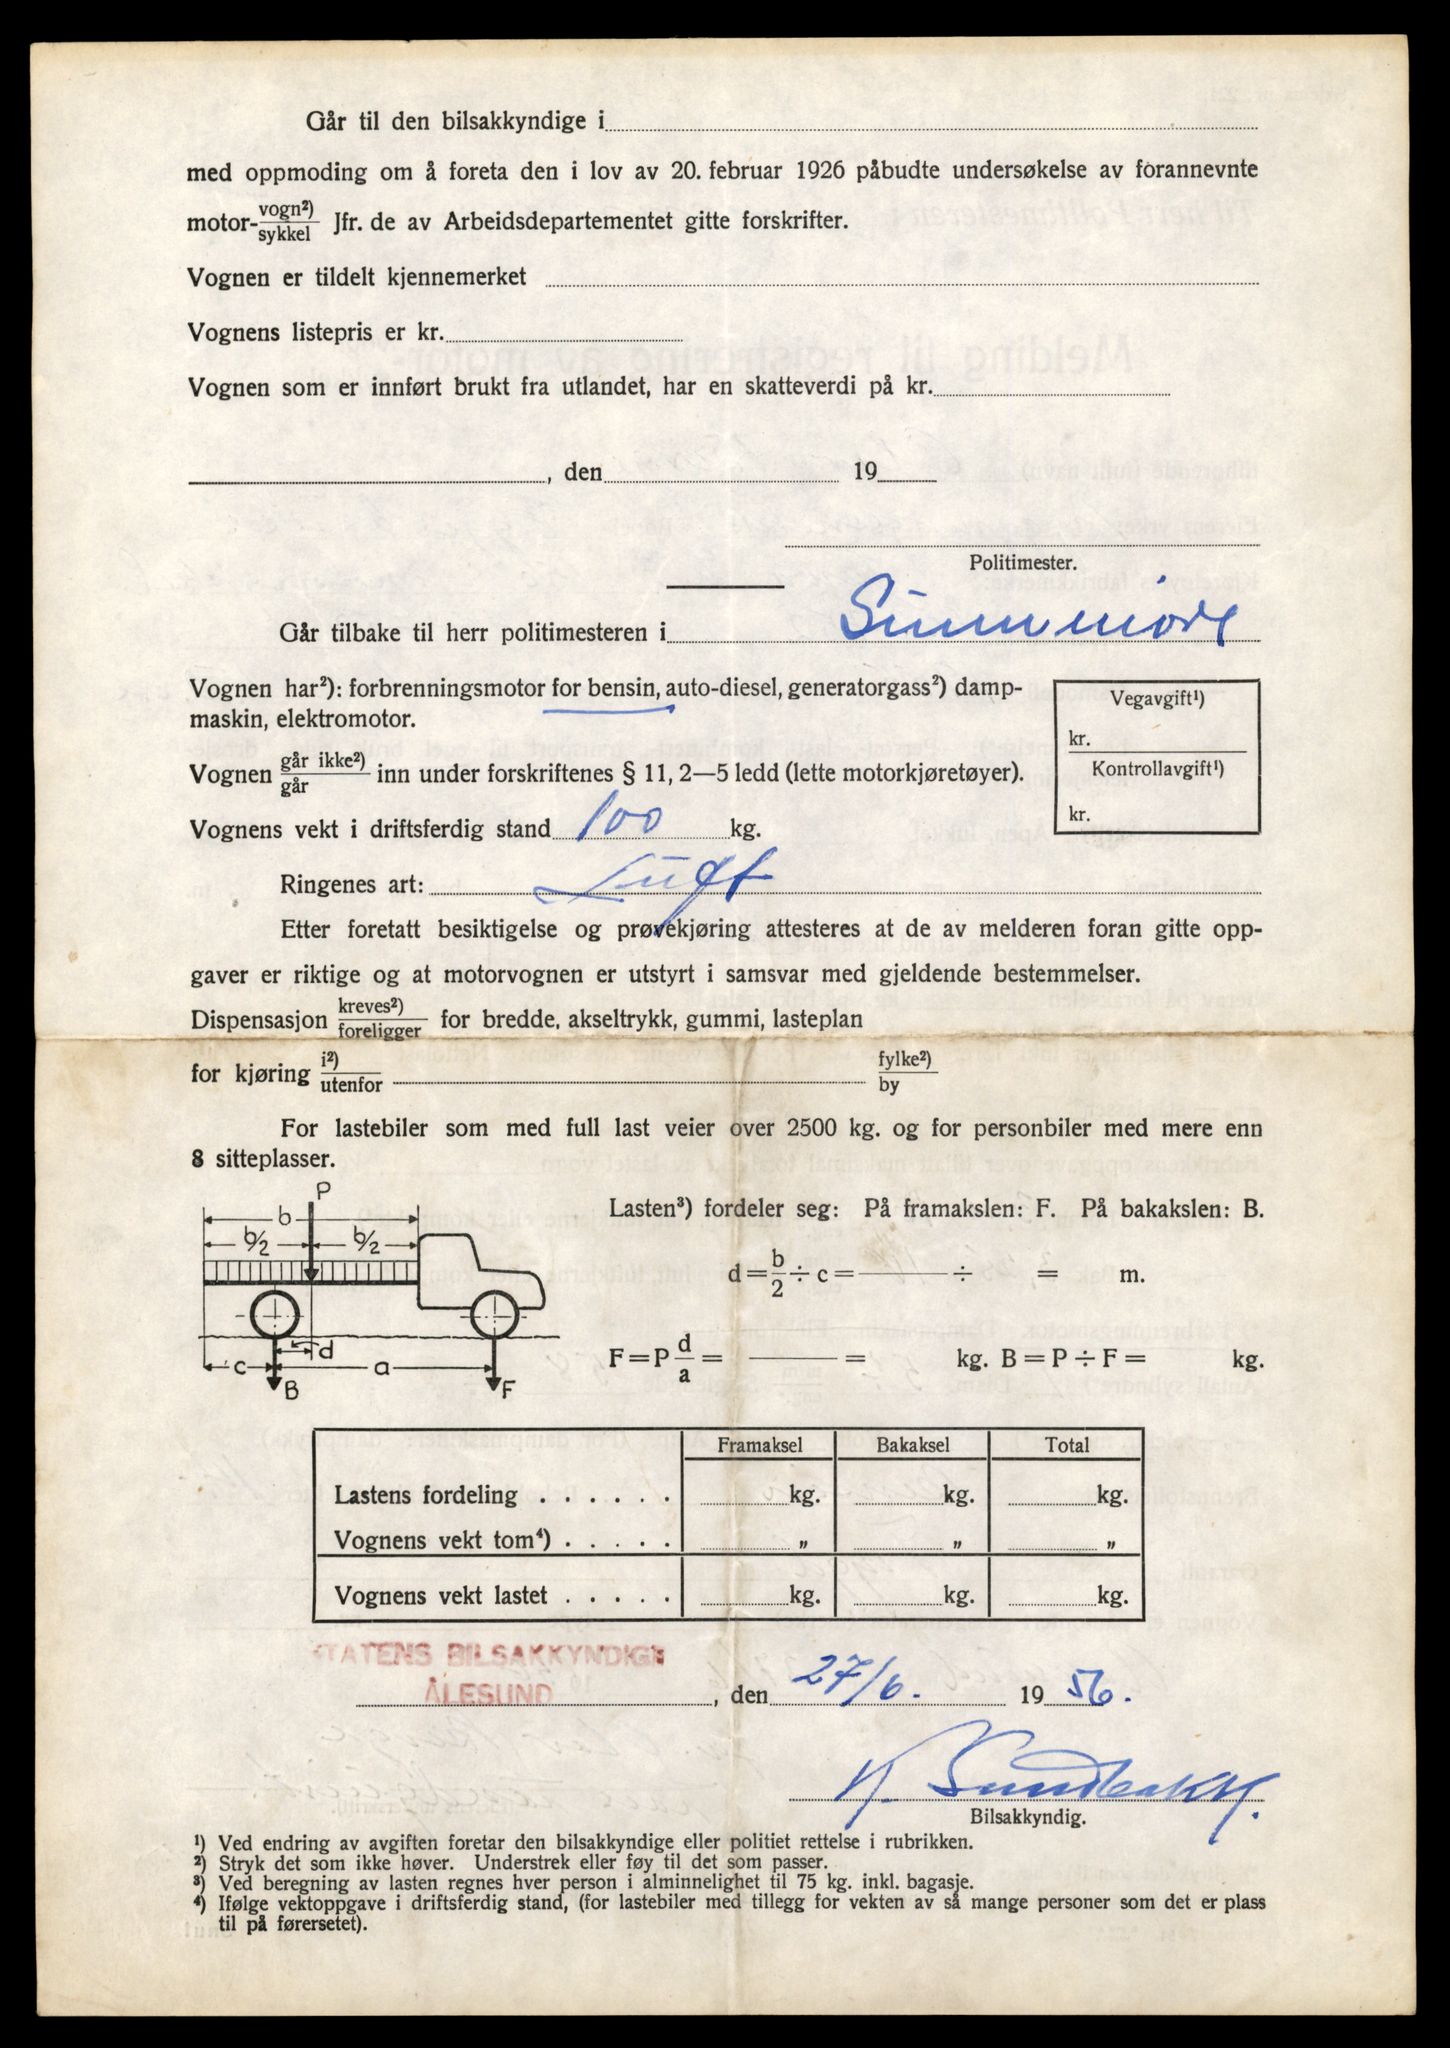 Går til den bilsakkyndige i
med oppmoding om å foreta den i lov av 20. februar 1926 påbudte undersøkelse av forannevnte
motor- vogn²) / sykkel Jfr. de av Arbeidsdepartementet gitte forskrifter.
Vognen er tildelt kjennemerket
Vognens listepris er kr.
Vognen som er innført brukt fra utlandet, har en skatteverdi på kr.
, den 19
Politimester.
Går tilbake til herr politimesteren i Sunnmøre
Vognen har²): forbrenningsmotor for bensin, auto-diesel, generatorgass²) damp-
maskin, elektromotor.
Vegavgift¹)
kr.
Kontrollavgift¹)
kr.
Vognen går ikke²) / går inn under forskriftenes § 11, 2—5 ledd (lette motorkjøretøyer).
Vognens vekt i driftsferdig stand 100 kg.
Ringenes art: Luft
Etter foretatt besiktigelse og prøvekjøring attesteres at de av melderen foran gitte opp-
gaver er riktige og at motorvognen er utstyrt i samsvar med gjeldende bestemmelser.
Dispensasjon kreves²) / foreligger for bredde, akseltrykk, gummi, lasteplan
for kjøring i²) / utenfor fylke²) / by
For lastebiler som med full last veier over 2500 kg. og for personbiler med mere enn
8 sitteplasser.
P
b
b/2 b/2
d
c a
B F
Lasten³) fordeler seg: På framakslen: F. På bakakslen: B.
d = b/2 ÷ c = ÷ = m.
F = P d/a = = kg. B = P ÷ F = kg.
Framaksel Bakaksel Total
Lastens fordeling . . . . . . kg. kg. kg.
Vognens vekt tom⁴) . . . . . „ „ „
Vognens vekt lastet . . . . . kg. kg. kg.
STATENS BILSAKKYNDIGE
ÅLESUND
, den 27/6. 19 56.
Bilsakkyndig.
¹) Ved endring av avgiften foretar den bilsakkyndige eller politiet rettelse i rubrikken.
²) Stryk det som ikke høver. Understrek eller føy til det som passer.
³) Ved beregning av lasten regnes hver person i alminnelighet til 75 kg. inkl. bagasje.
⁴) Ifølge vektoppgave i driftsferdig stand, (for lastebiler med tillegg for vekten av så mange personer som det er plass
til på førersetet).